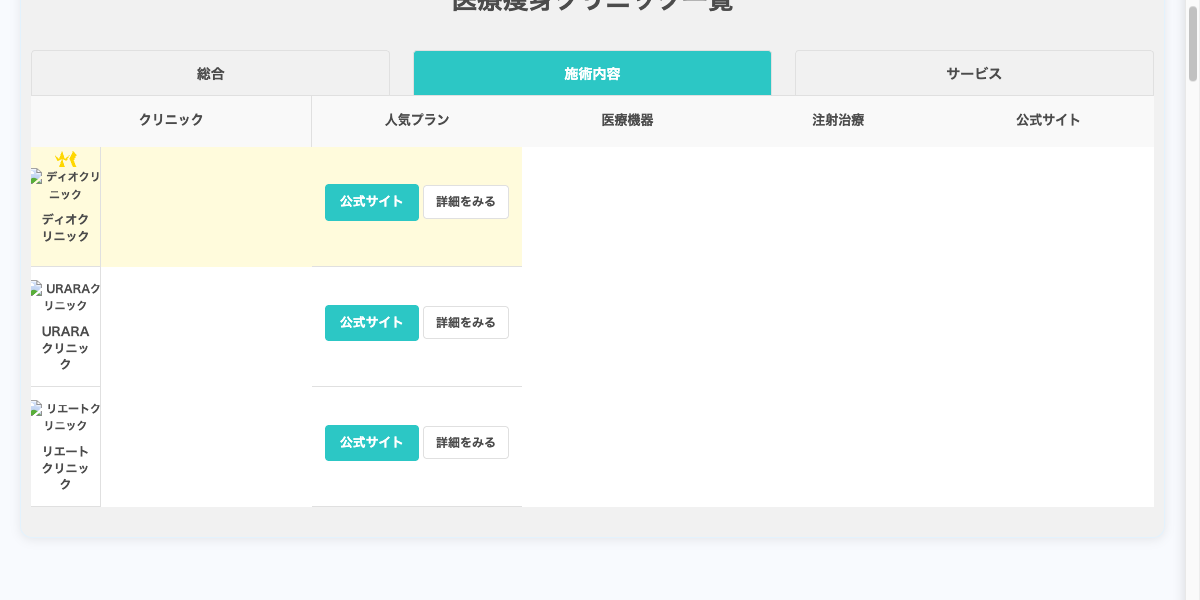 医療痩身クリニック一覧
総合
施術内容
サービス
クリニック
人気プラン
医療機器
注射治療
公式サイト
ディオクリ
ニック
ディオク
リニック
公式サイト
詳細をみる
URARAク
リニック
URARA
クリニッ
ク
公式サイト
詳細をみる
リエートク
リニック
リエート
クリニッ
ク
公式サイト
詳細をみる